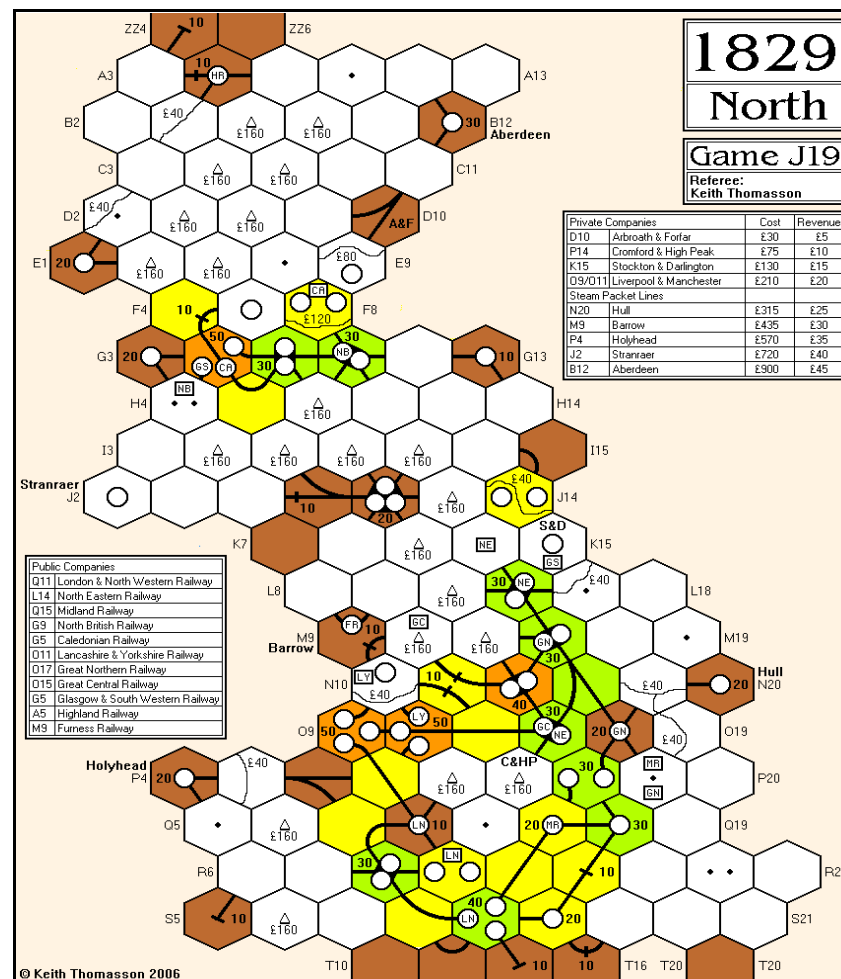 ZZ4 10 ZZ6
1829
North
Game J19
Referee:
Keith Thomasson
A3 10 HR A13
B2 £40 £160 £160 30 B12
Aberdeen
C3 £160 £160 C11
D2 £40 £160 £160 A&F D10
E1 20 £160 £160 £80 E9
F4 10 CA £120 F8
G3 20 GS CA 50 30 30 NB 10 G13
H4 NB £160 H14
I3 £160 £160 £160 £160 I15
Stranraer
J2 10 20 £160 £40 J14
K7 £160 NE S&D GS K15
L8 £160 30 NE £40 L18
M9 FR 10 GC £160 £160 GN 30 M19
Barrow
N10 LY £40 10 40 £40 20 N20
Hull
O9 50 LY 50 30 GC NE 20 GN £40 O19
Holyhead
P4 20 £40 C&HP £160 £160 30 MR GN P20
Q5 £160 LN 10 20 MR 30 Q19
R6 30 LN 10 R2
S5 10 £160 LN 40 20 S21
T10 10 10 T16 T20 T20
Private Companies Cost Revenue
D10 Arbroath & Forfar £30 £5
P14 Cromford & High Peak £75 £10
K15 Stockton & Darlington £130 £15
O9/O11 Liverpool & Manchester £210 £20
Steam Packet Lines
N20 Hull £315 £25
M9 Barrow £435 £30
P4 Holyhead £570 £35
J2 Stranraer £720 £40
B12 Aberdeen £900 £45
Public Companies
Q11 London & North Western Railway
L14 North Eastern Railway
Q15 Midland Railway
G9 North British Railway
G5 Caledonian Railway
O11 Lancashire & Yorkshire Railway
O17 Great Northern Railway
O15 Great Central Railway
G5 Glasgow & South Western Railway
A5 Highland Railway
M9 Furness Railway
© Keith Thomasson 2006